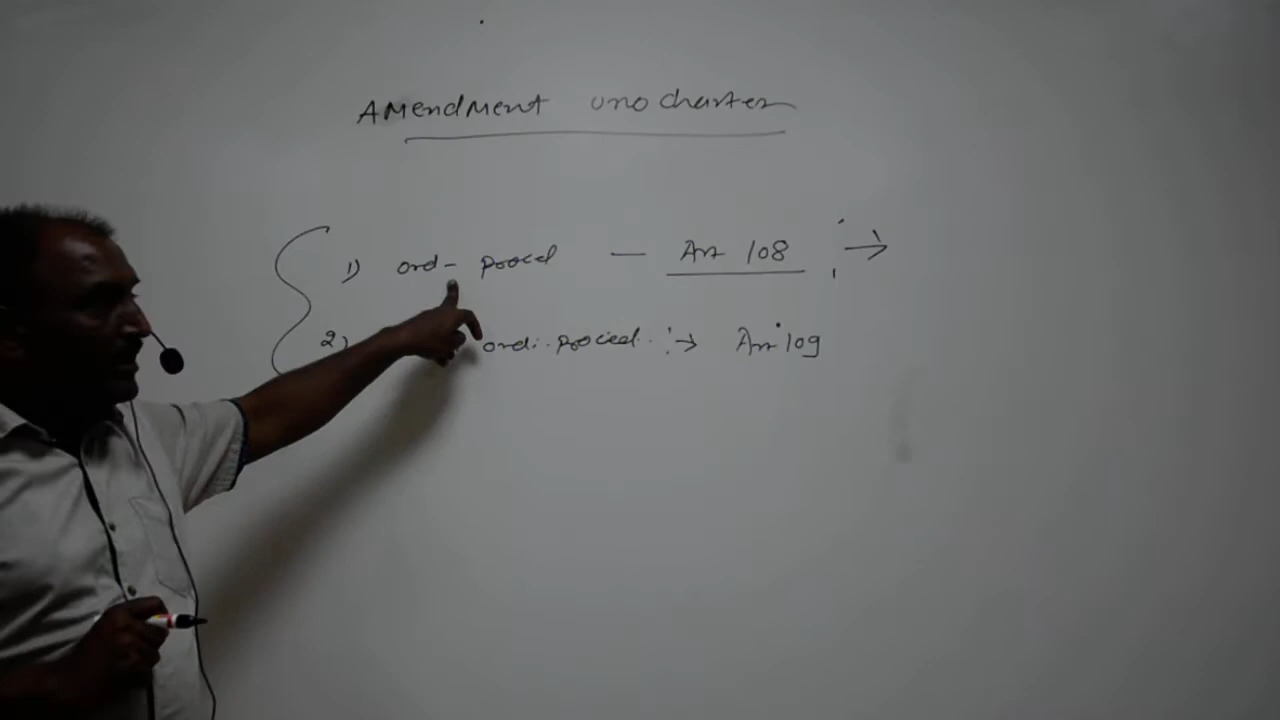 Amendment UNO Charter
1) ord- proced — Art 108 : →
2) ordi. proced. : → Art 109